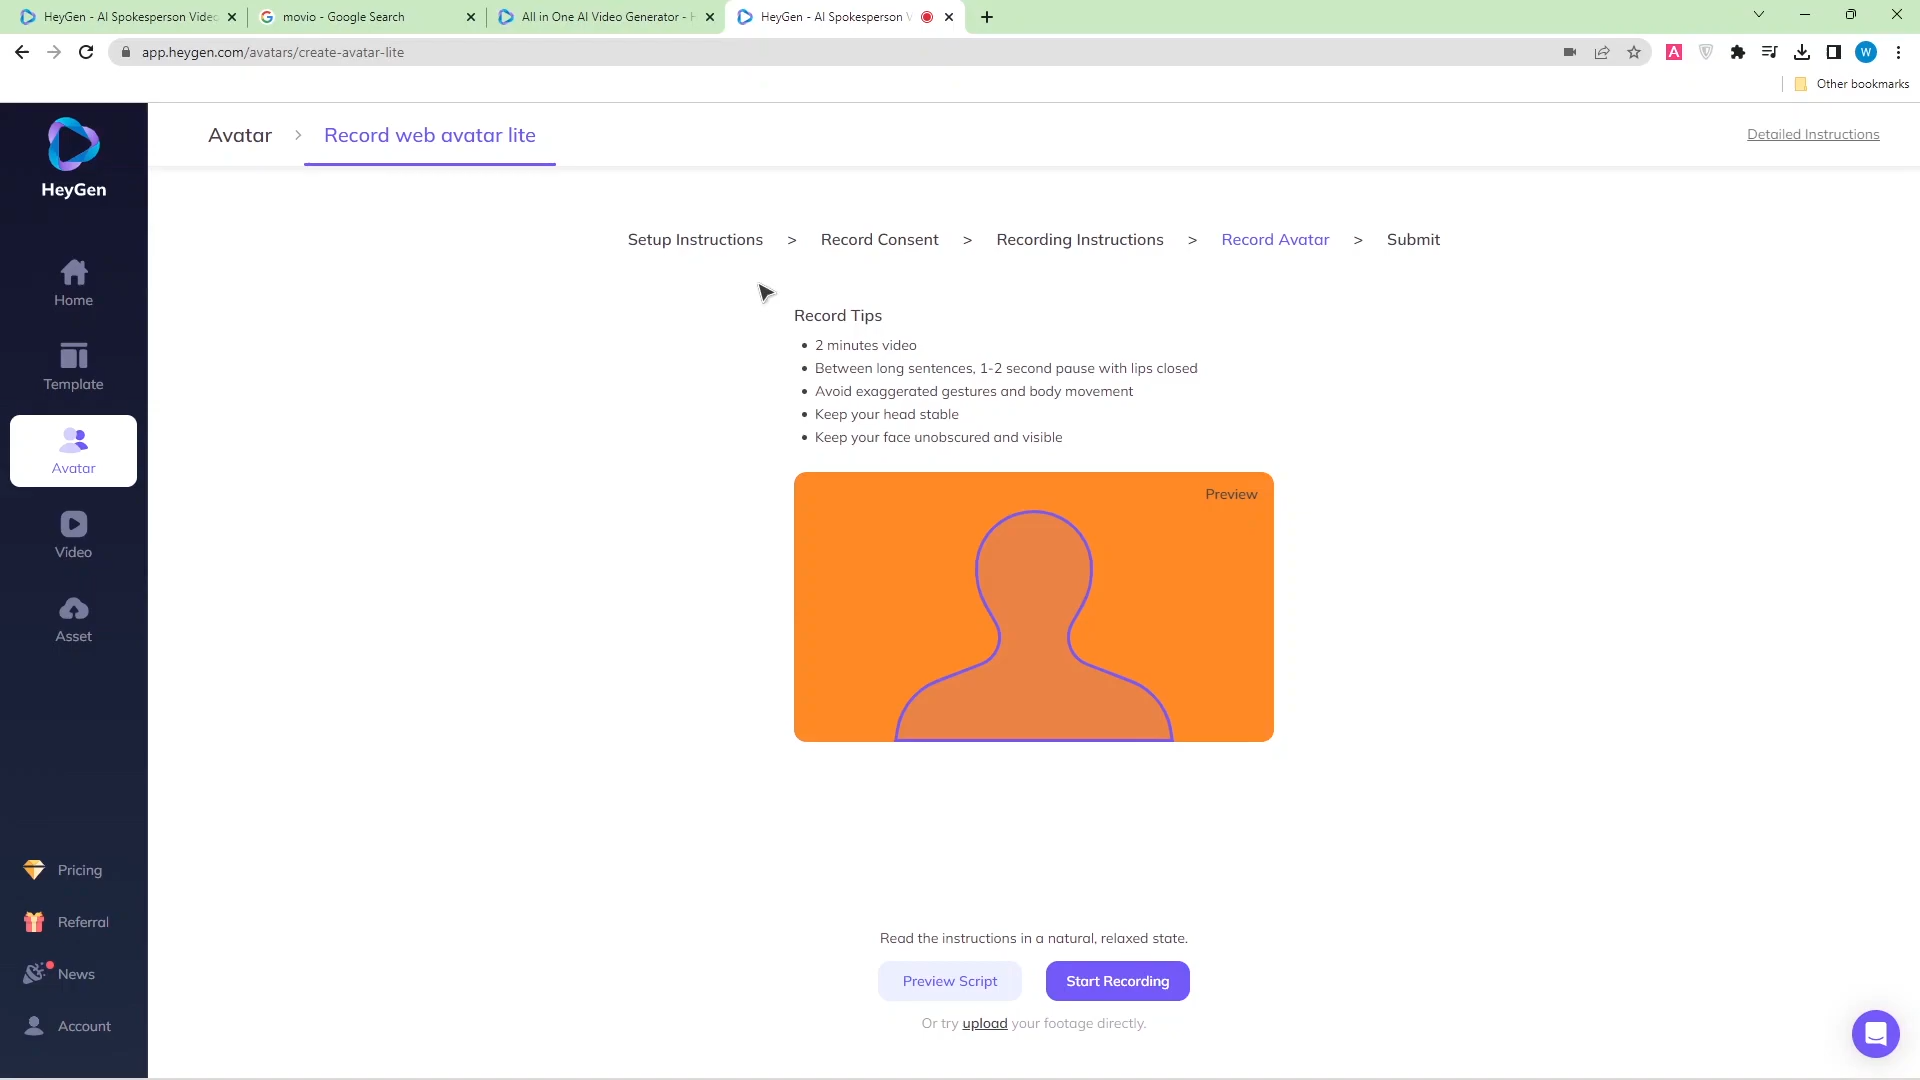 HeyGen - AI Spokesperson Video
movio - Google Search
All in One AI Video Generator - H
HeyGen - AI Spokesperson V
app.heygen.com/avatars/create-avatar-lite
A
W
Other bookmarks
HeyGen
Avatar > Record web avatar lite
Detailed Instructions
Home
Template
Avatar
Video
Asset
Pricing
Referral
News
Account
Setup Instructions > Record Consent > Recording Instructions > Record Avatar > Submit
Record Tips
• 2 minutes video
• Between long sentences, 1-2 second pause with lips closed
• Avoid exaggerated gestures and body movement
• Keep your head stable
• Keep your face unobscured and visible
Preview
Read the instructions in a natural, relaxed state.
Preview Script
Start Recording
Or try upload your footage directly.